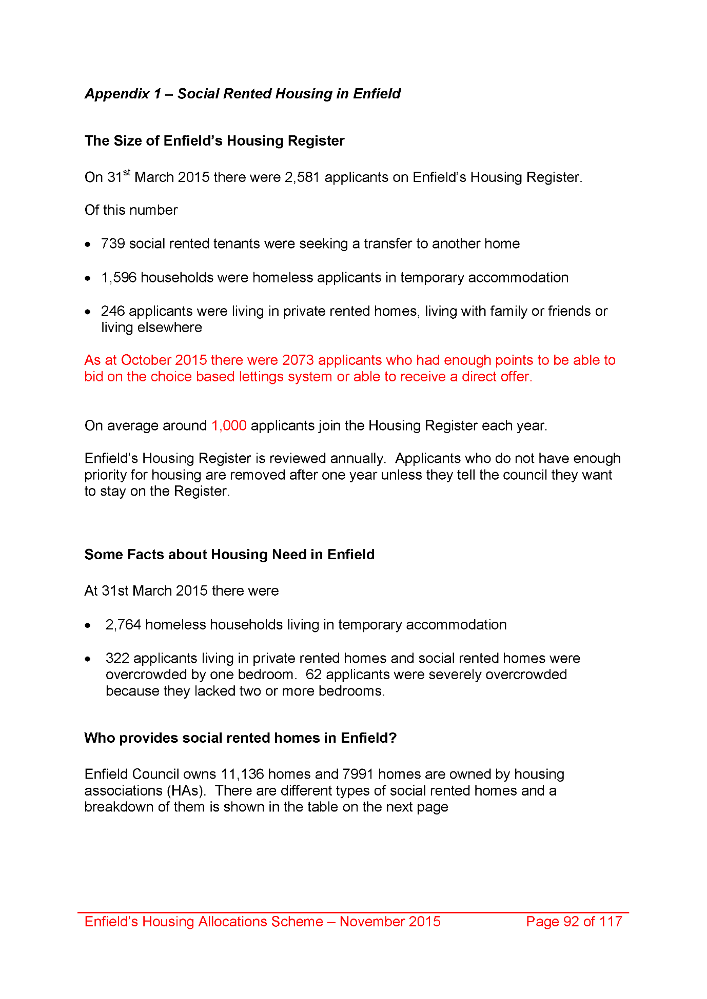 Appendix 1 – Social Rented Housing in Enfield
The Size of Enfield’s Housing Register
On 31st March 2015 there were 2,581 applicants on Enfield’s Housing Register.
Of this number
• 739 social rented tenants were seeking a transfer to another home
• 1,596 households were homeless applicants in temporary accommodation
• 246 applicants were living in private rented homes, living with family or friends or
living elsewhere
As at October 2015 there were 2073 applicants who had enough points to be able to
bid on the choice based lettings system or able to receive a direct offer.
On average around 1,000 applicants join the Housing Register each year.
Enfield’s Housing Register is reviewed annually.  Applicants who do not have enough
priority for housing are removed after one year unless they tell the council they want
to stay on the Register.
Some Facts about Housing Need in Enfield
At 31st March 2015 there were
• 2,764 homeless households living in temporary accommodation
• 322 applicants living in private rented homes and social rented homes were
overcrowded by one bedroom.  62 applicants were severely overcrowded
because they lacked two or more bedrooms.
Who provides social rented homes in Enfield?
Enfield Council owns 11,136 homes and 7991 homes are owned by housing
associations (HAs).  There are different types of social rented homes and a
breakdown of them is shown in the table on the next page
Enfield’s Housing Allocations Scheme – November 2015 Page 92 of 117